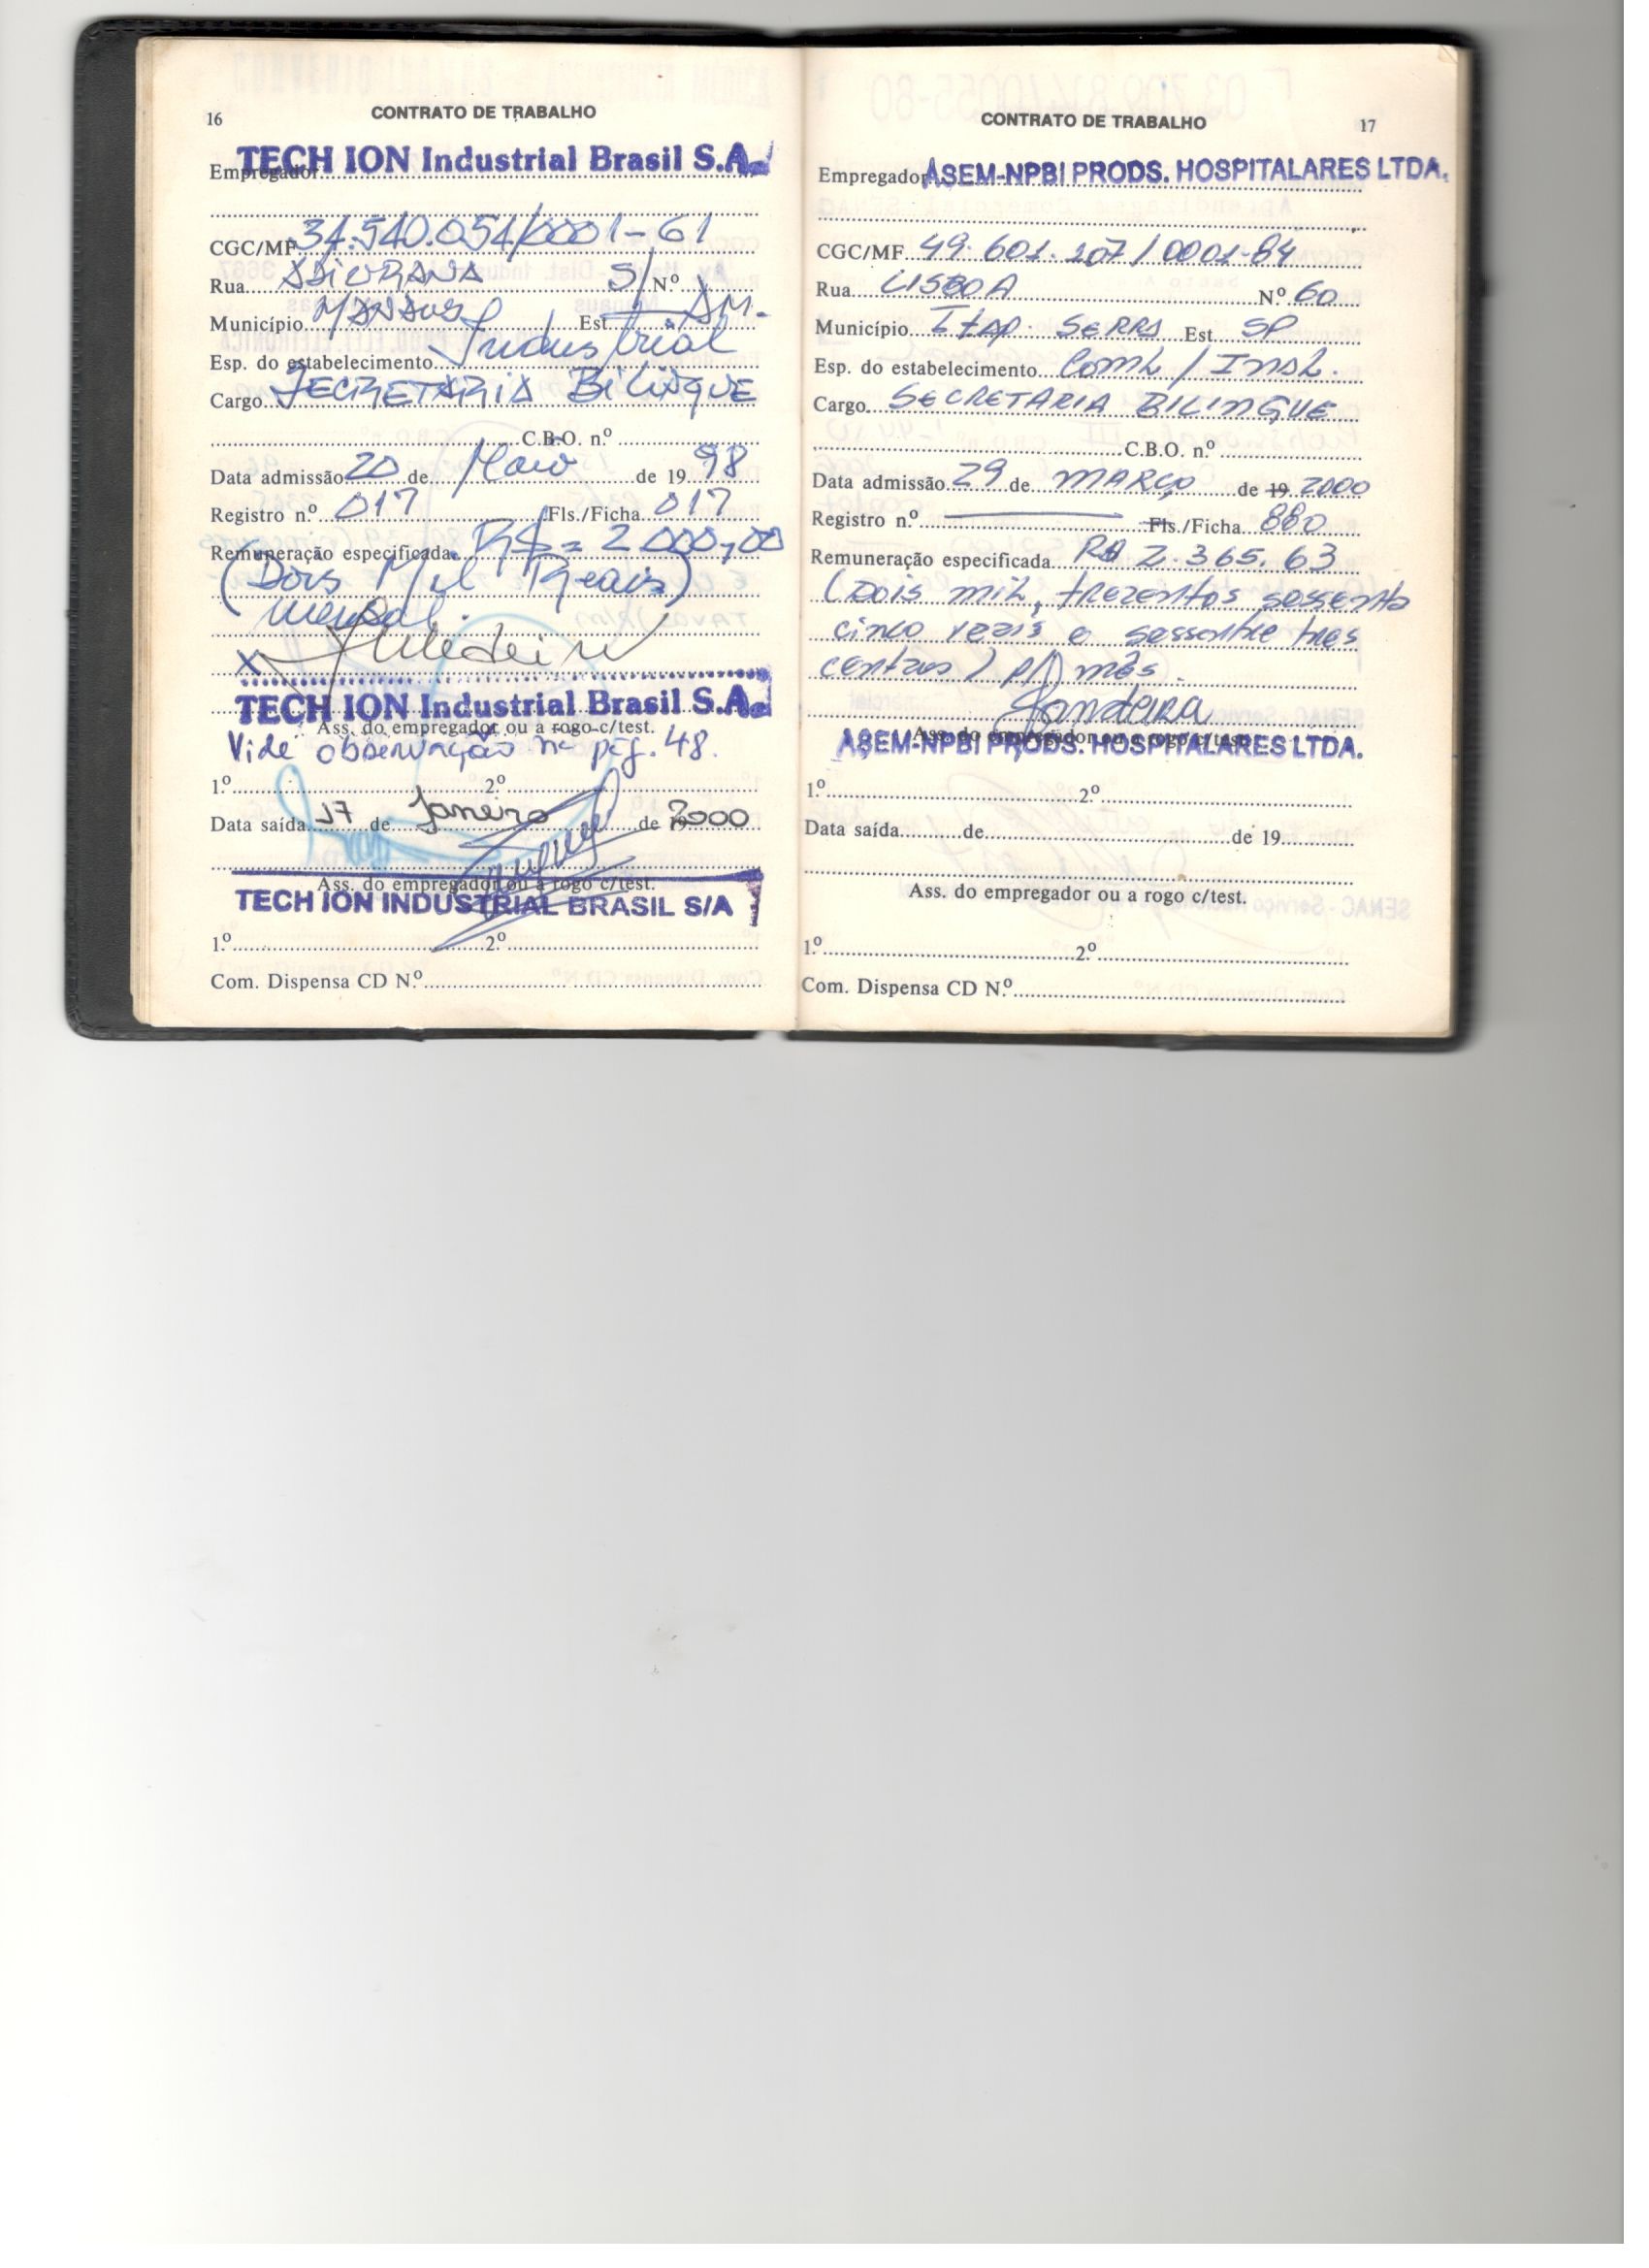 16
CONTRATO DE TRABALHO
Empregador TECH ION Industrial Brasil S.A.
CGC/MF 34.540.054/0001-61
Rua S/Nº
Município Manaus Est. AM.
Esp. do estabelecimento Industrial
Cargo SECRETARIA BiLiNgUE
C.B.O. nº
Data admissão 20 de Maio de 19 98
Registro n.º 017 Fls./Ficha 017
Remuneração especificada R$ = 2000,00
(Dois Mil Reais)
mensal.
X
TECH ION Industrial Brasil S.A.
Ass. do empregador ou a rogo c/test.
Vide observação na pág. 48.
1º 2º
Data saída 17 de Janeiro de 19 2000
Ass. do empregador ou a rogo c/test.
TECH ION INDUSTRIAL BRASIL S/A
1º 2º
Com. Dispensa CD Nº
CONTRATO DE TRABALHO
17
Empregador ASEM-NPBI PRODS. HOSPITALARES LTDA.
CGC/MF 49.601.107/0001-84
Rua LISBOA Nº 60
Município Itap. SERRA Est SP
Esp. do estabelecimento Coml / Indl.
Cargo SECRETARIA BILINGUE
C.B.O. nº
Data admissão 29 de MARÇO de 19 2000
Registro n.º Fls./Ficha 880
Remuneração especificada R$ 2.365.63
(Dois mil, trezentos sessenta
cinco reais e sessenta e tres
centavos) p/ mês.
Bandeira
Ass. do empregador ou a rogo c/test.
ASEM-NPBI PRODS. HOSPITALARES LTDA.
1º 2º
Data saída de de 19
Ass. do empregador ou a rogo c/test.
1º 2º
Com. Dispensa CD Nº